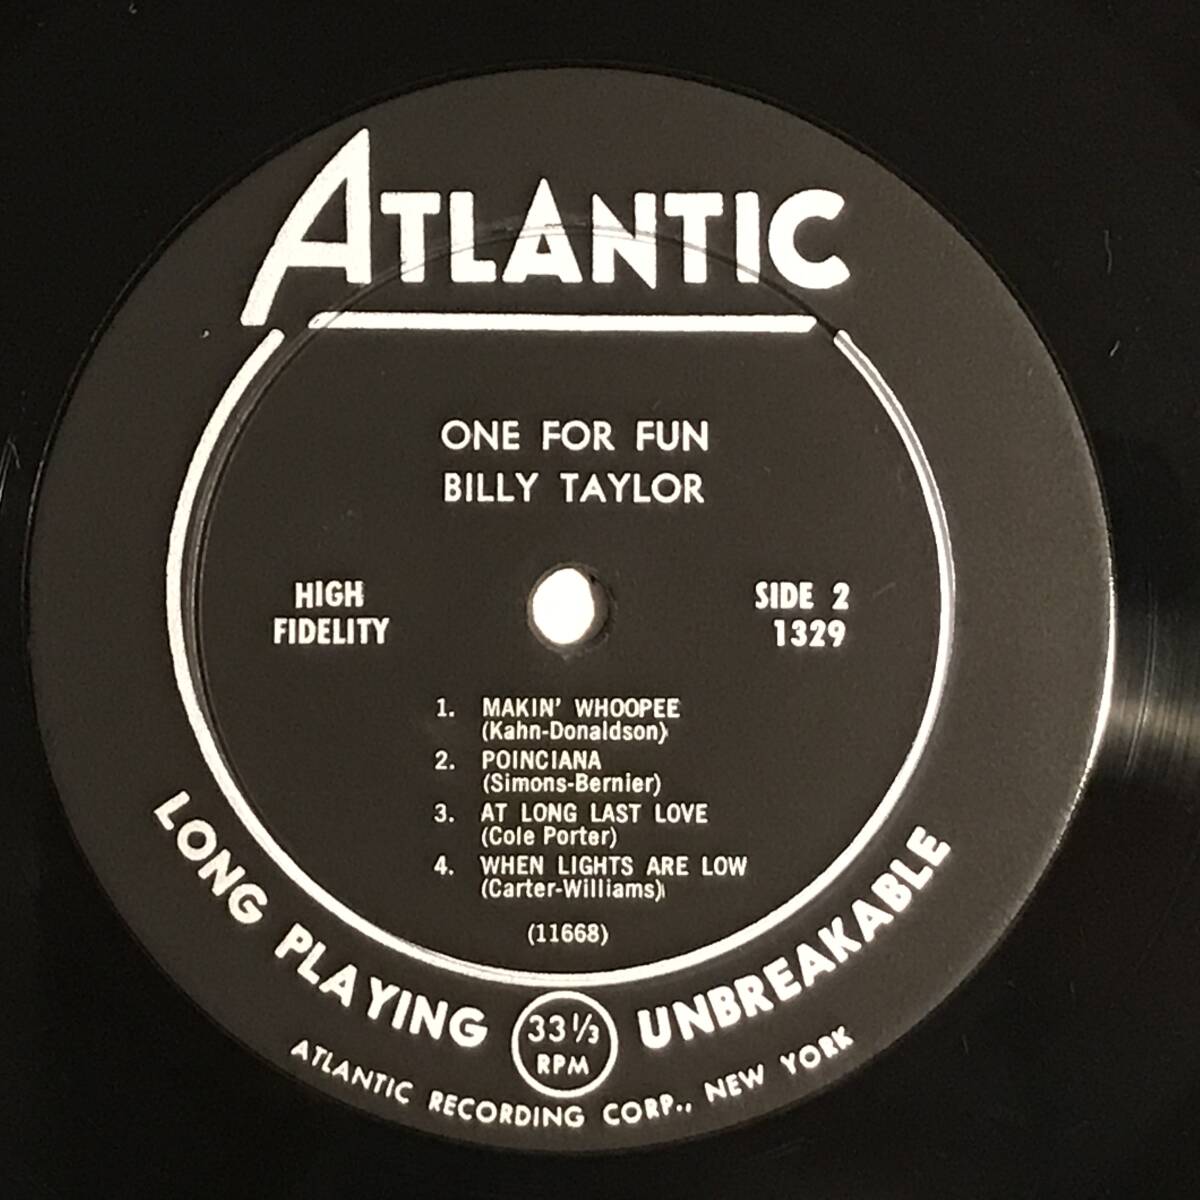 ATLANTIC
ONE FOR FUN
BILLY TAYLOR
HIGH
FIDELITY
SIDE 2
1329
1. MAKIN' WHOOPEE
(Kahn-Donaldson)
2. POINCIANA
(Simons-Bernier)
3. AT LONG LAST LOVE
(Cole Porter)
4. WHEN LIGHTS ARE LOW
(Carter-Williams)
(11668)
LONG PLAYING
33 1/3
RPM
UNBREAKABLE
ATLANTIC RECORDING CORP., NEW YORK